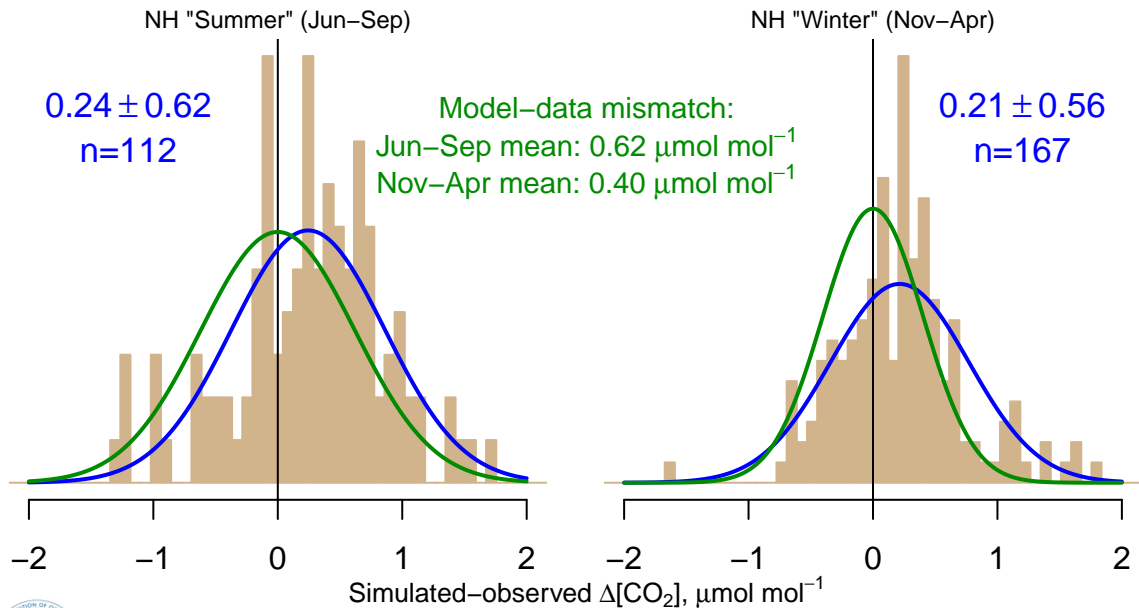 NH "Summer" (Jun−Sep)
NH "Winter" (Nov−Apr)
0.24 ± 0.62
n=112
Model−data mismatch:
Jun−Sep mean: 0.62 μmol mol⁻¹
Nov−Apr mean: 0.40 μmol mol⁻¹
0.21 ± 0.56
n=167
−2 −1 0 1 2
−2 −1 0 1 2
Simulated−observed Δ[CO₂], μmol mol⁻¹